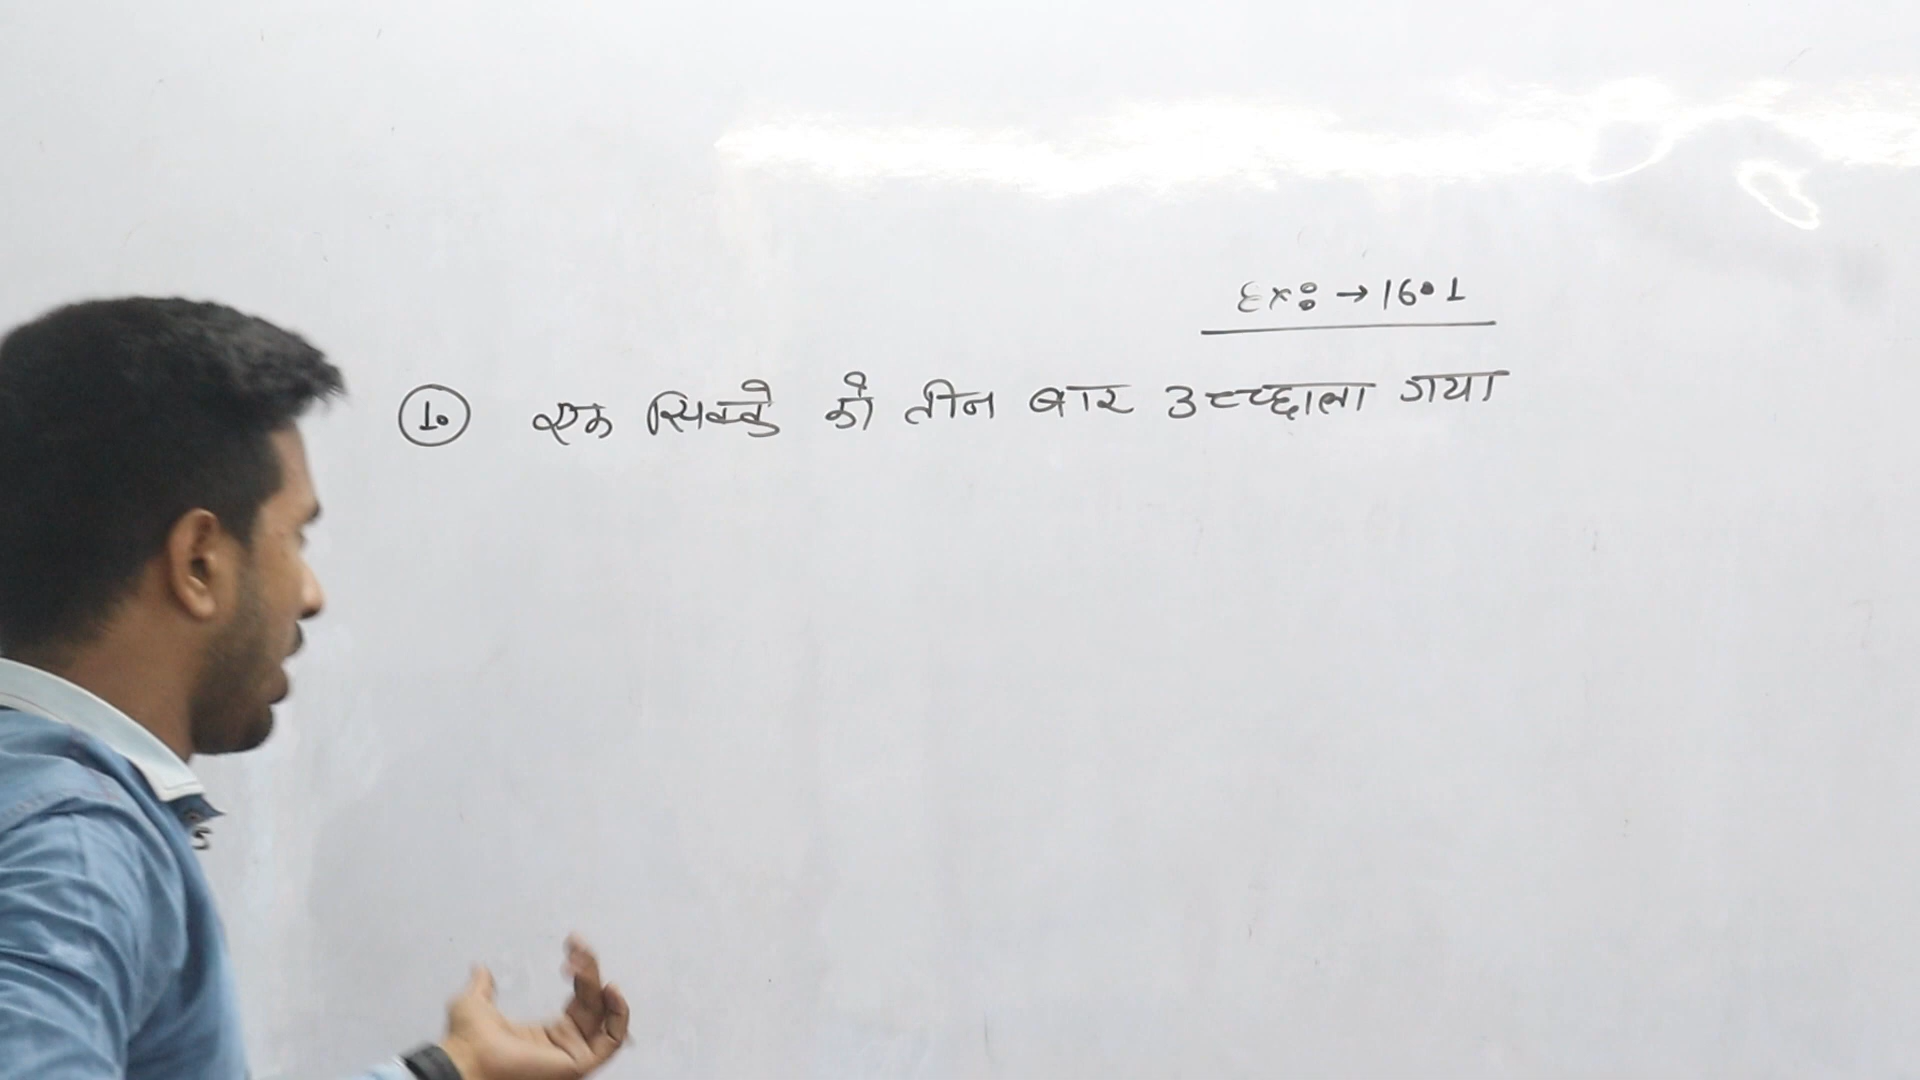 Ex: → 16.1
1. एक सिक्के को तीन बार उच्छाला गया